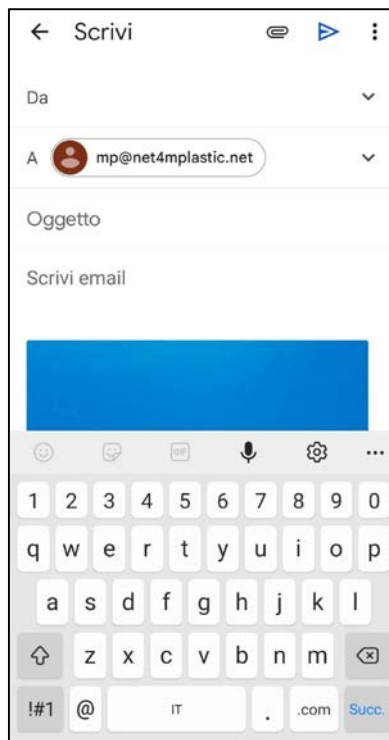 Scrivi
Da
A mp@net4mplastic.net
Oggetto
Scrivi email
GIF
1 2 3 4 5 6 7 8 9 0
q w e r t y u i o p
a s d f g h j k l
z x c v b n m
!#1 @ IT . .com Succ.